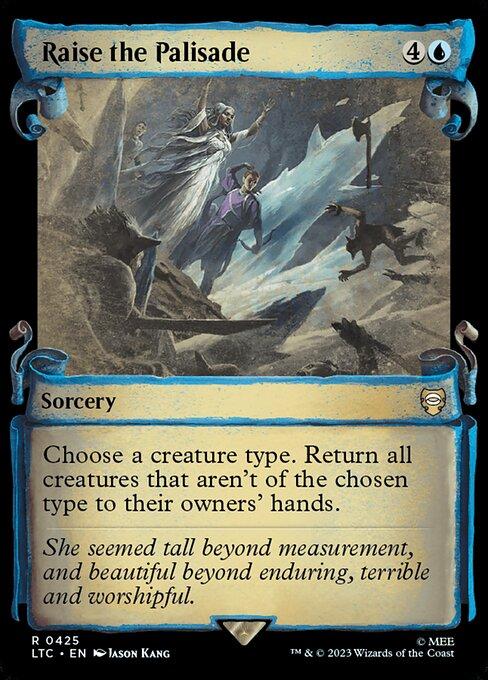 Raise the Palisade 4
Sorcery
Choose a creature type. Return all
creatures that aren't of the chosen
type to their owners' hands.
She seemed tall beyond measurement,
and beautiful beyond enduring, terrible
and worshipful.
R 0425 © MEE
LTC • EN Jason Kang ™ & © 2023 Wizards of the Coast